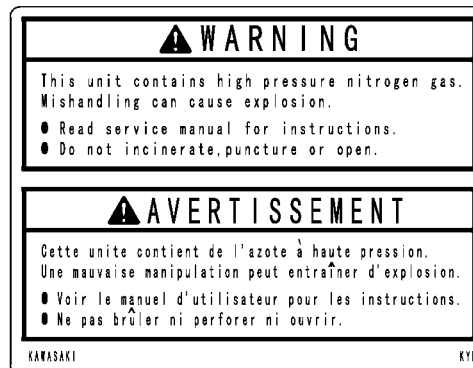 WARNING
This unit contains high pressure nitrogen gas.
Mishandling can cause explosion.
● Read service manual for instructions.
● Do not incinerate,puncture or open.
AVERTISSEMENT
Cette unite contient de l'azote à haute pression.
Une mauvaise manipulation peut entraîner d'explosion.
● Voir le manuel d'utilisateur pour les instructions.
● Ne pas brûler ni perforer ni ouvrir.
KAWASAKI